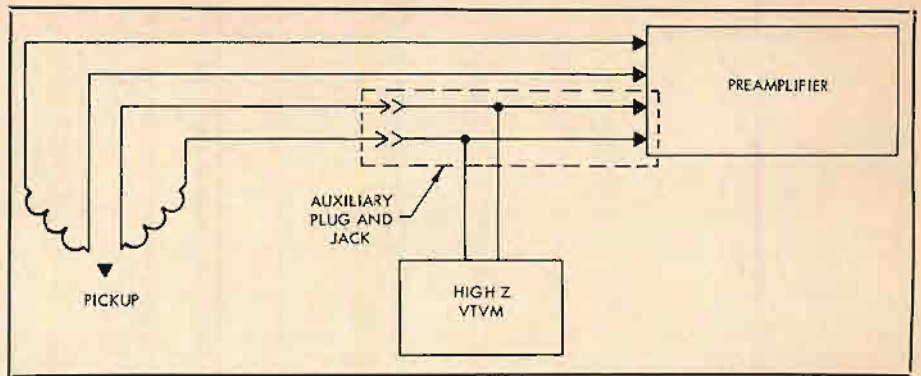 PREAMPLIFIER
AUXILIARY
PLUG AND
JACK
PICKUP
HIGH Z
VTVM